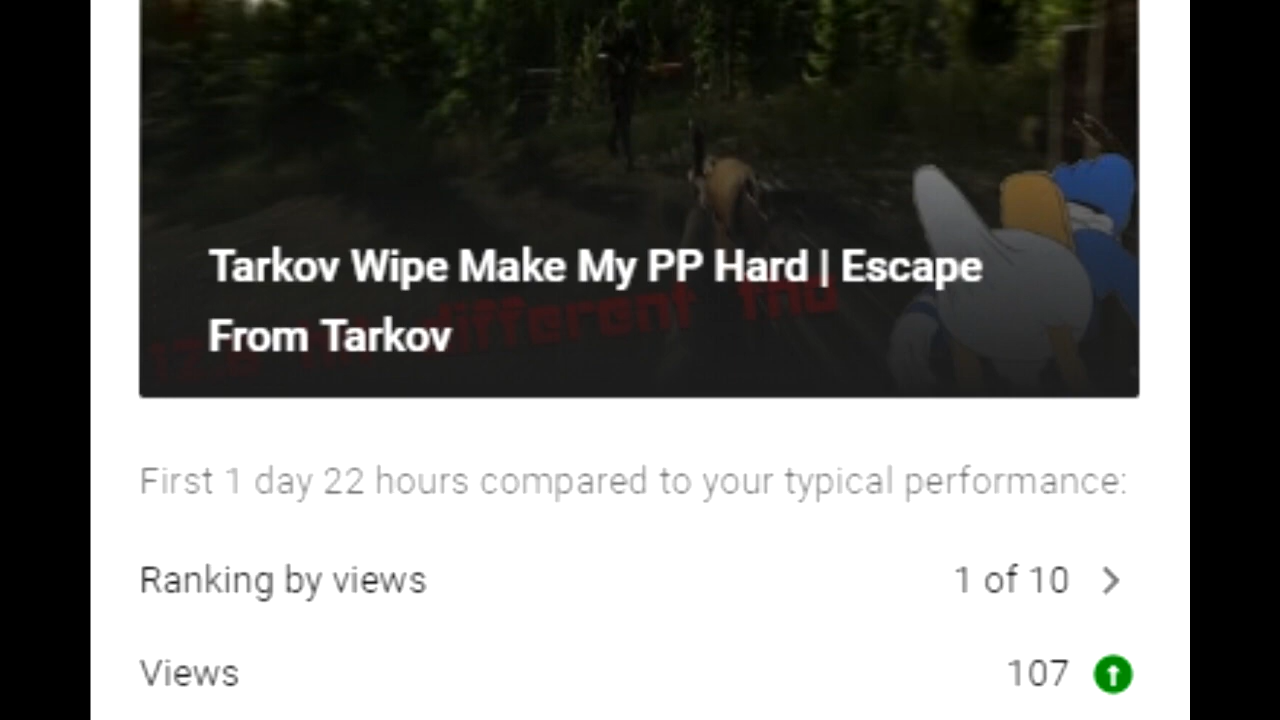 Tarkov Wipe Make My PP Hard | Escape
From Tarkov
different
First 1 day 22 hours compared to your typical performance:
Ranking by views 1 of 10
Views 107